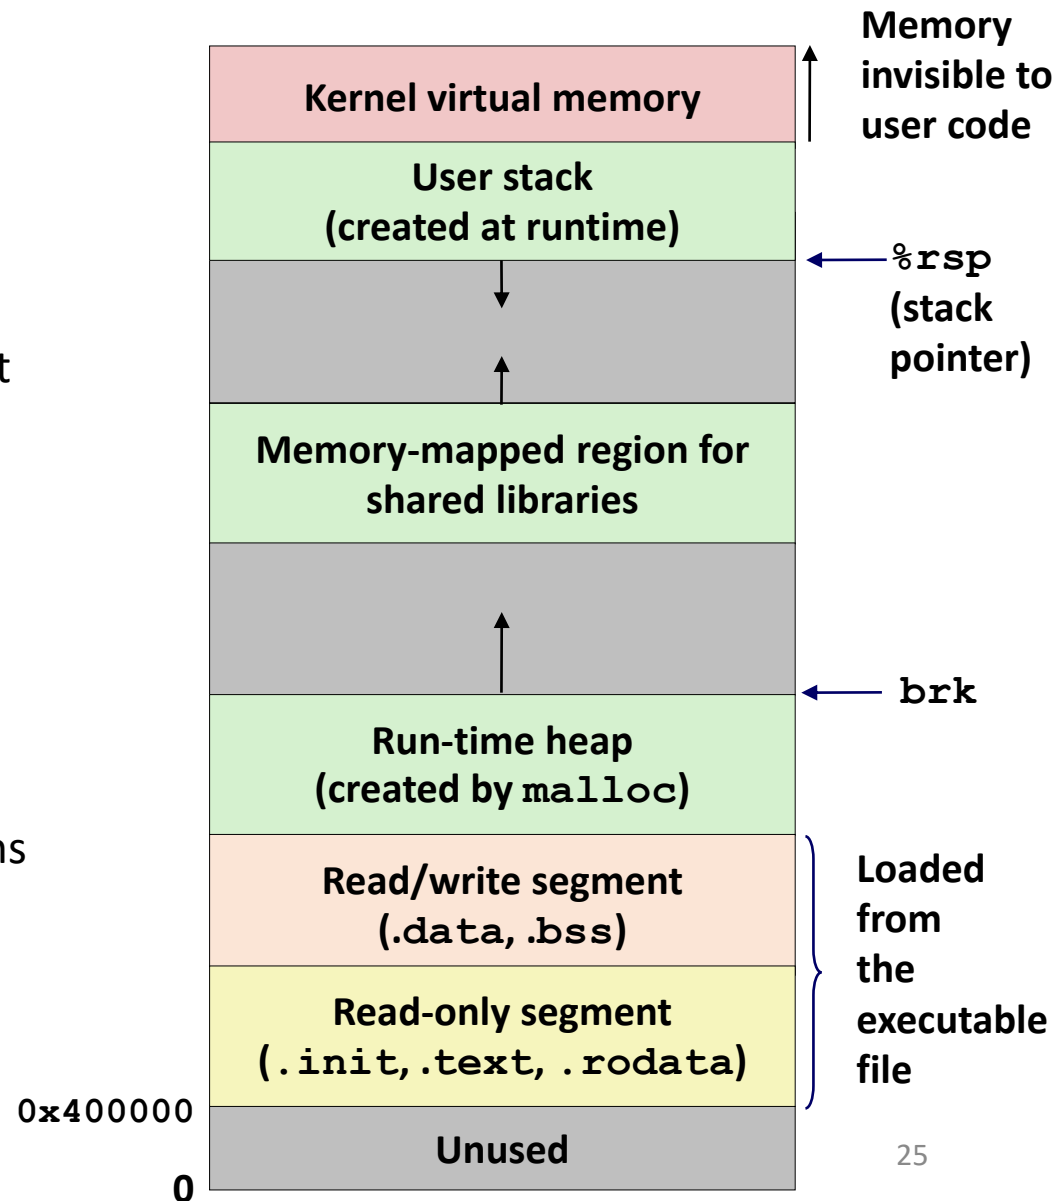 Memory
invisible to
user code
Kernel virtual memory
User stack
(created at runtime)
%rsp
(stack
pointer)
t
Memory-mapped region for
shared libraries
brk
Run-time heap
(created by malloc)
ns
Read/write segment
(.data, .bss)
Loaded
from
the
executable
file
Read-only segment
(.init, .text, .rodata)
0x400000
Unused
25
0